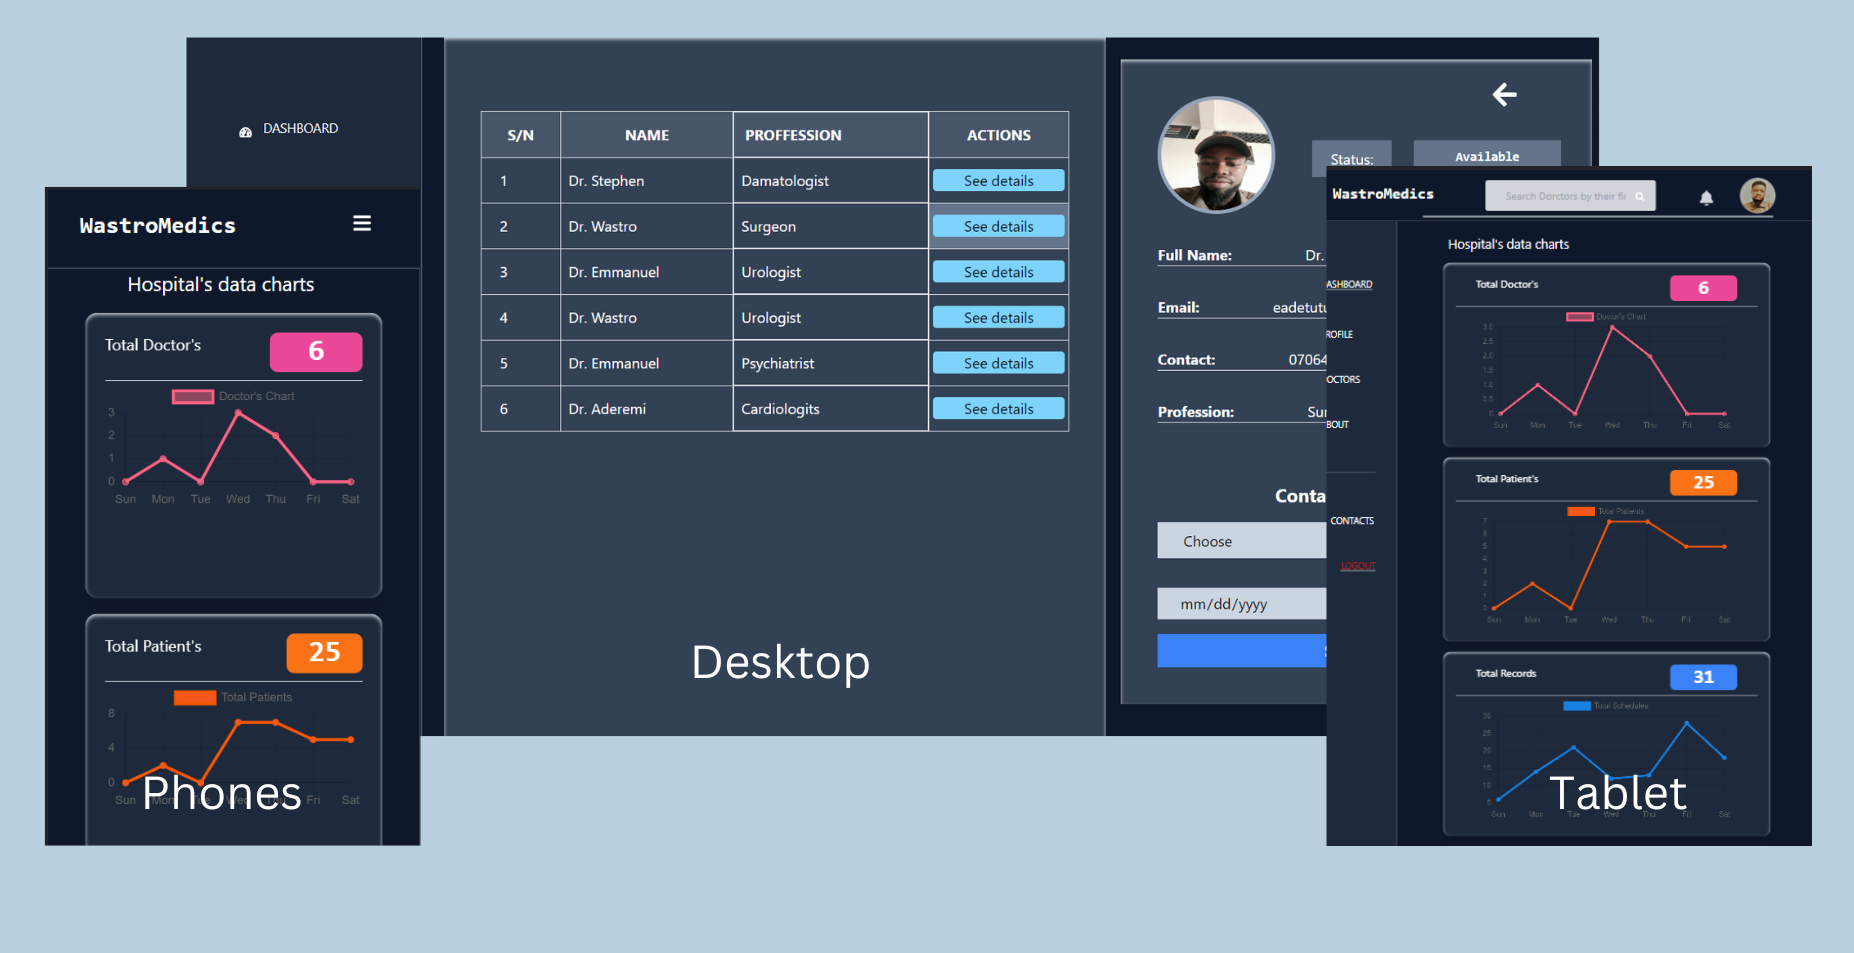 DASHBOARD
S/N NAME PROFFESSION ACTIONS
1 Dr. Stephen Damatologist See details
2 Dr. Wastro Surgeon See details
3 Dr. Emmanuel Urologist See details
4 Dr. Wastro Urologist See details
5 Dr. Emmanuel Psychiatrist See details
6 Dr. Aderemi Cardiologits See details
Desktop
Status: Available
Full Name: Dr.
Email: eadetutu
Contact: 07064
Profession: Sur
Conta
Choose
mm/dd/yyyy
WastroMedics
Hospital's data charts
Total Doctor's 6
Doctor's Chart
3
2
1
0
Sun Mon Tue Wed Thu Fri Sat
Total Patient's 25
Total Patients
8
4
0
Sun Mon Tue Wed Fri Sat
Phones
WastroMedics
Search Dorctors by their fie
ASHBOARD
ROFILE
OCTORS
BOUT
CONTACTS
LOGOUT
Hospital's data charts
Total Doctor's 6
Doctor's Chart
3.0
2.5
2.0
1.5
1.0
0
Sun Mon Tue Wed Thu Fri Sat
Total Patient's 25
Total Patients
7
6
5
4
3
2
1
0
Sun Mon Tue Wed Thu Fri Sat
Total Records 31
Total Schedules
30
25
20
15
10
5
Sun Mon Tue Wed Thu Fri Sat
Tablet